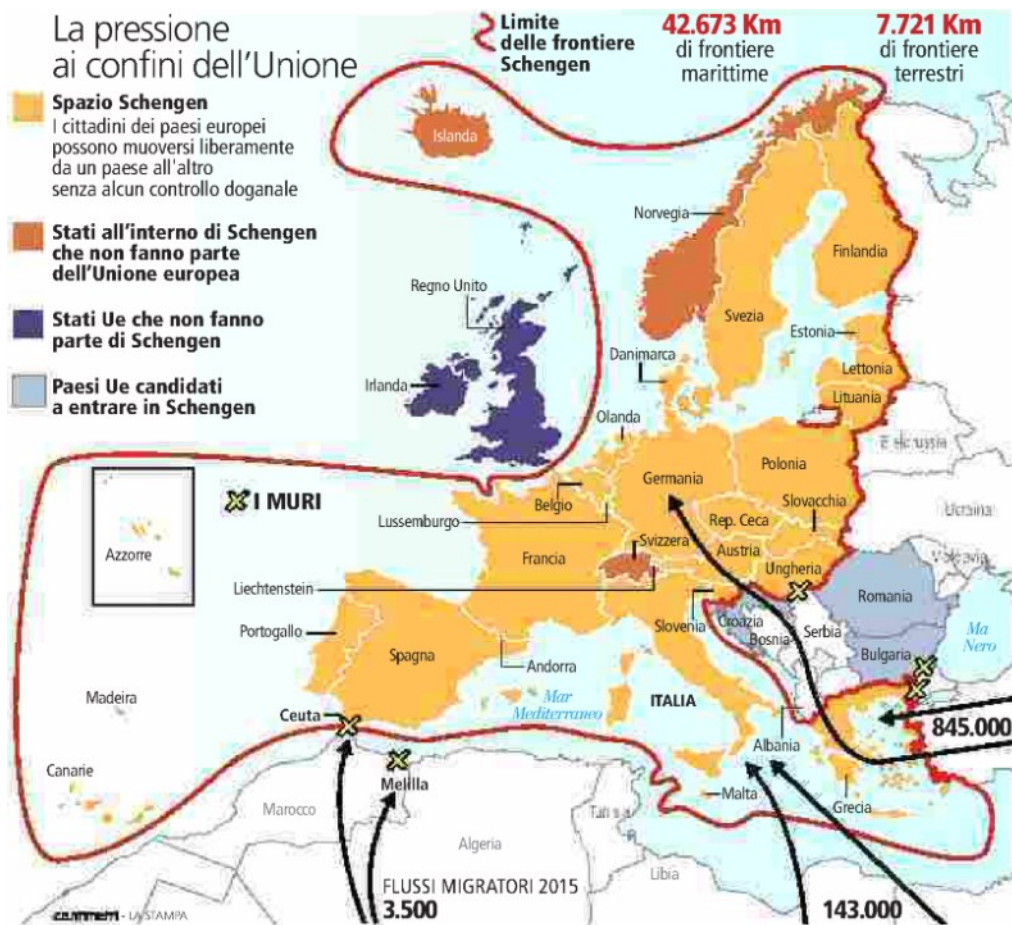 La pressione
ai confini dell'Unione
Spazio Schengen
I cittadini dei paesi europei
possono muoversi liberamente
da un paese all'altro
senza alcun controllo doganale
Stati all'interno di Schengen
che non fanno parte
dell'Unione europea
Stati Ue che non fanno
parte di Schengen
Paesi Ue candidati
a entrare in Schengen
Limite
delle frontiere
Schengen
42.673 Km
di frontiere
marittime
7.721 Km
di frontiere
terrestri
Islanda
Norvegia
Finlandia
Svezia
Regno Unito
Estonia
Danimarca
Lettonia
Irlanda
Lituania
Olanda
Germania
Polonia
I MURI
Belgio
Slovacchia
Lussemburgo
Rep. Ceca
Ucraina
Azzorre
Svizzera
Francia
Austria
Ungheria
Liechtenstein
Romania
Portogallo
Slovenia
Croazia
Bosnia
Serbia
Spagna
Andorra
Bulgaria
Ma
Nero
Madeira
Mar
Mediterraneo
ITALIA
Ceuta
845.000
Albania
Canarie
Melilla
Malta
Grecia
Marocco
Algeria
Libia
FLUSSI MIGRATORI 2015
3.500
143.000
- LA STAMPA